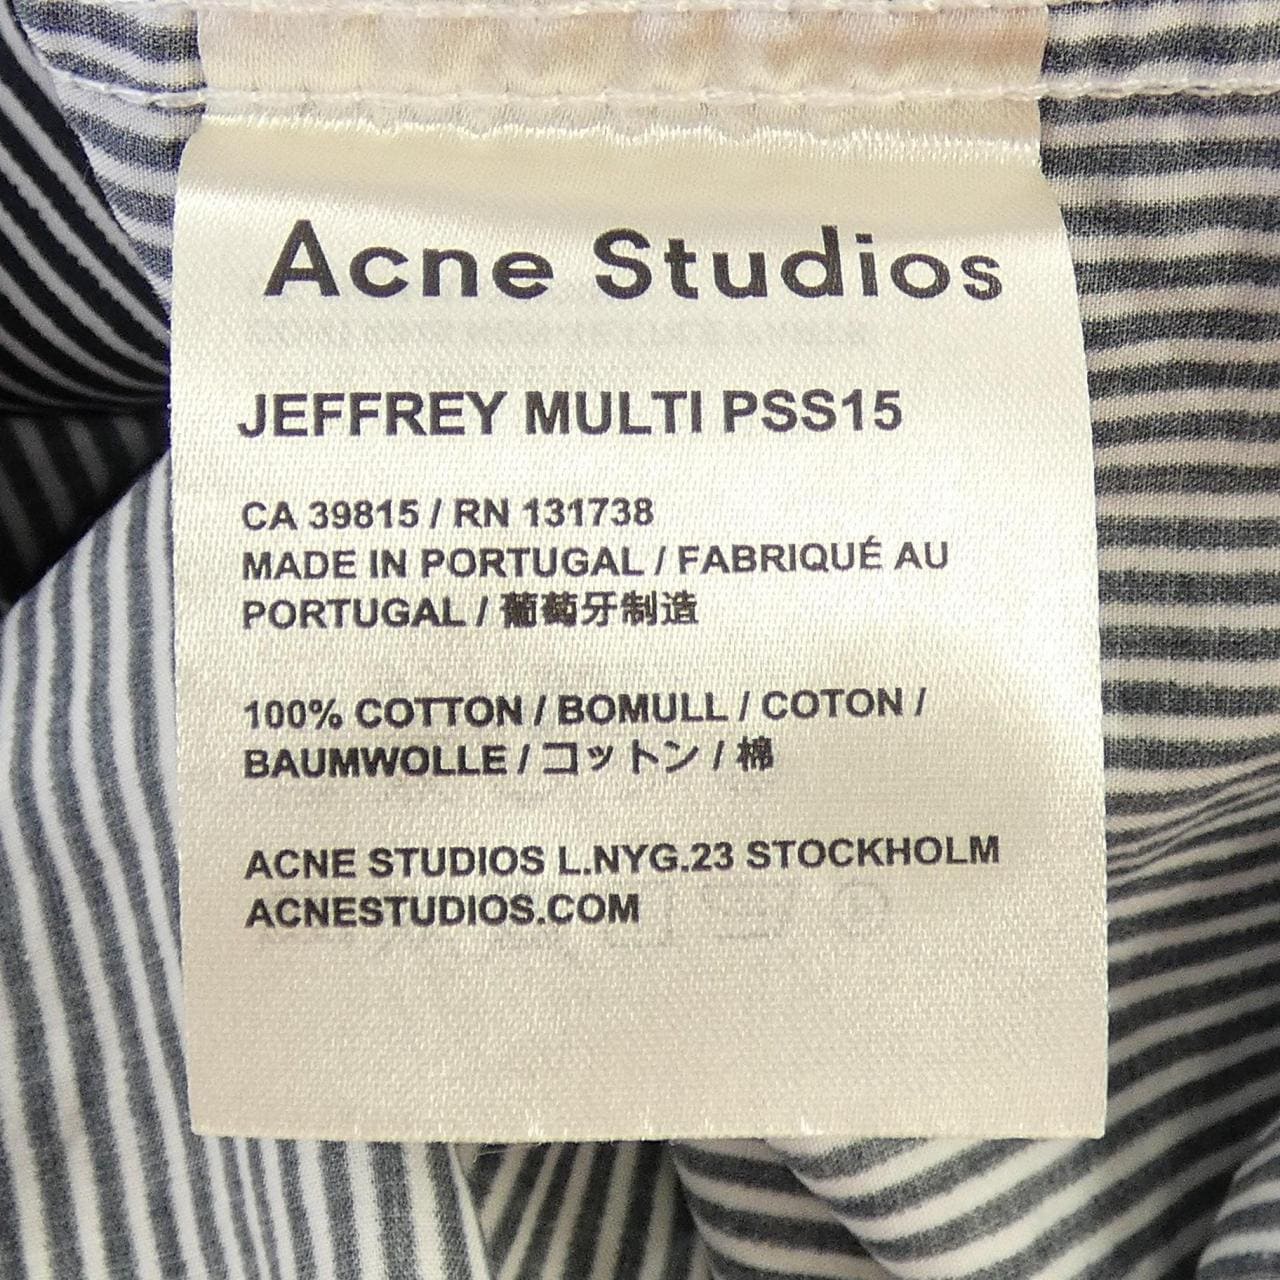 Acne Studios
JEFFREY MULTI PSS15
CA 39815 / RN 131738
MADE IN PORTUGAL / FABRIQUÉ AU
PORTUGAL / 葡萄牙制造
100% COTTON / BOMULL / COTON /
BAUMWOLLE / コットン / 棉
ACNE STUDIOS L.NYG.23 STOCKHOLM
ACNESTUDIOS.COM